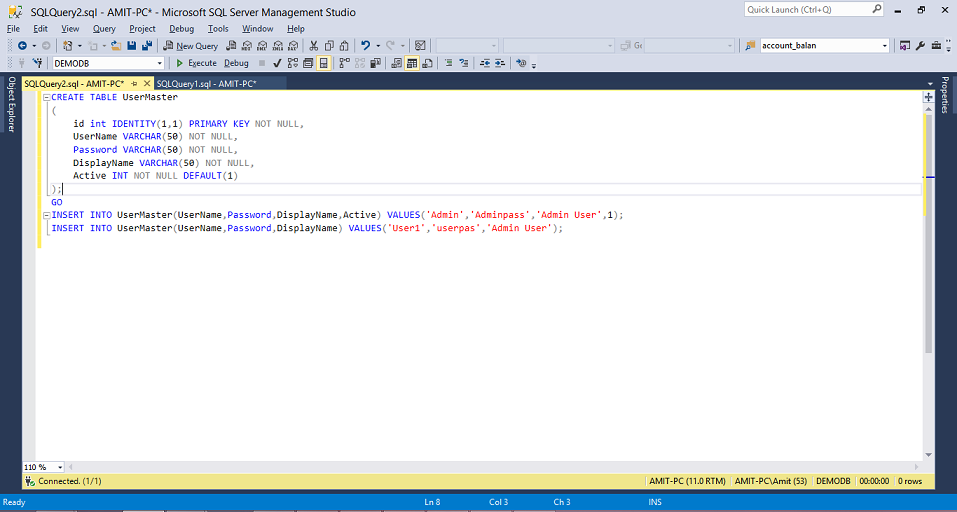 SQLQuery2.sql - AMIT-PC* - Microsoft SQL Server Management Studio
Quick Launch (Ctrl+Q)
File Edit View Query Project Debug Tools Window Help
New Query
account_balan
DEMODB
Execute Debug
SQLQuery2.sql - AMIT-PC*
SQLQuery1.sql - AMIT-PC*
Object Explorer
Properties
CREATE TABLE UserMaster
(
id int IDENTITY(1,1) PRIMARY KEY NOT NULL,
UserName VARCHAR(50) NOT NULL,
Password VARCHAR(50) NOT NULL,
DisplayName VARCHAR(50) NOT NULL,
Active INT NOT NULL DEFAULT(1)
);
GO
INSERT INTO UserMaster(UserName,Password,DisplayName,Active) VALUES('Admin','Adminpass','Admin User',1);
INSERT INTO UserMaster(UserName,Password,DisplayName) VALUES('User1','userpas','Admin User');
110 %
Connected. (1/1)
AMIT-PC (11.0 RTM)
AMIT-PC\Amit (53)
DEMODB
00:00:00
0 rows
Ready
Ln 8
Col 3
Ch 3
INS